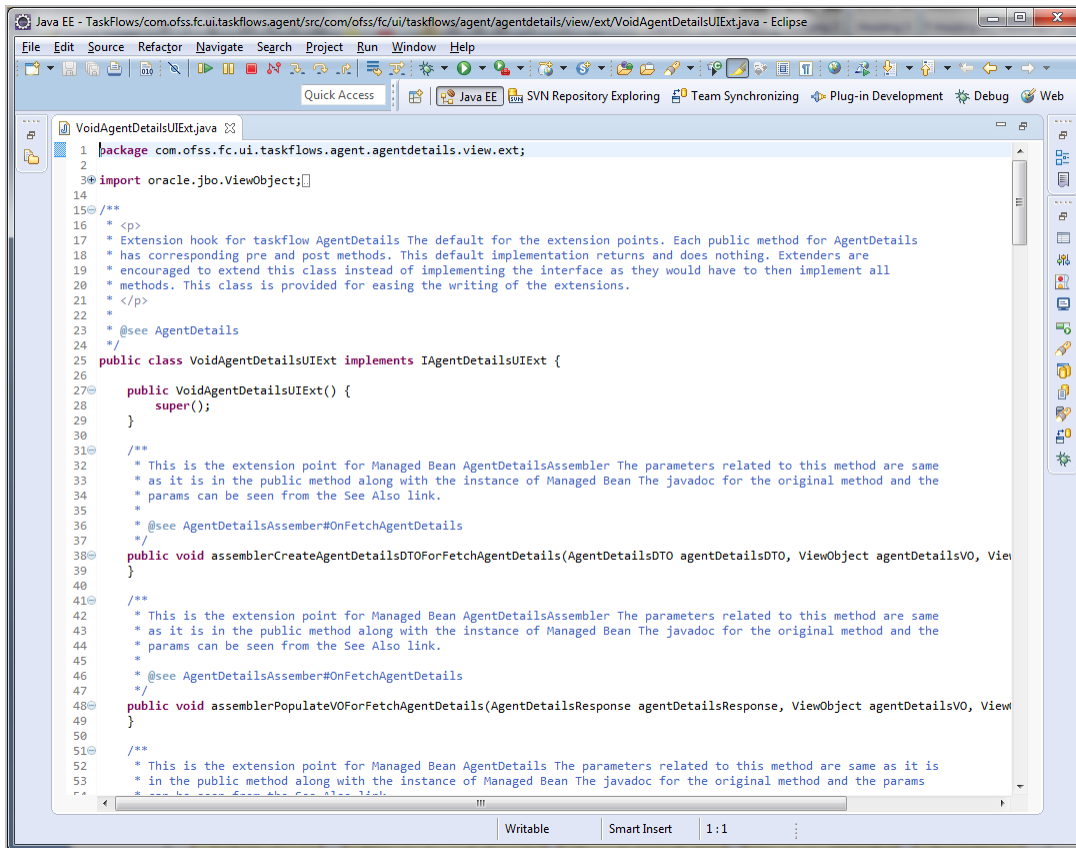 Java EE - TaskFlows/com.ofss.fc.ui.taskflows.agent/src/com/ofss/fc/ui/taskflows/agent/agentdetails/view/ext/VoidAgentDetailsUIExt.java - Eclipse
File Edit Source Refactor Navigate Search Project Run Window Help
Quick Access Java EE SVN Repository Exploring Team Synchronizing Plug-in Development Debug Web
VoidAgentDetailsUIExt.java
1 package com.ofss.fc.ui.taskflows.agent.agentdetails.view.ext;
2
3 import oracle.jbo.ViewObject;
14
15 /**
16 * <p>
17 * Extension hook for taskflow AgentDetails The default for the extension points. Each public method for AgentDetails
18 * has corresponding pre and post methods. This default implementation returns and does nothing. Extenders are
19 * encouraged to extend this class instead of implementing the interface as they would have to then implement all
20 * methods. This class is provided for easing the writing of the extensions.
21 * </p>
22 *
23 * @see AgentDetails
24 */
25 public class VoidAgentDetailsUIExt implements IAgentDetailsUIExt {
26
27 public VoidAgentDetailsUIExt() {
28 super();
29 }
30
31 /**
32 * This is the extension point for Managed Bean AgentDetailsAssembler The parameters related to this method are same
33 * as it is in the public method along with the instance of Managed Bean The javadoc for the original method and the
34 * params can be seen from the See Also link.
35 *
36 * @see AgentDetailsAssember#OnFetchAgentDetails
37 */
38 public void assemblerCreateAgentDetailsDTOForFetchAgentDetails(AgentDetailsDTO agentDetailsDTO, ViewObject agentDetailsVO, View
39 }
40
41 /**
42 * This is the extension point for Managed Bean AgentDetailsAssembler The parameters related to this method are same
43 * as it is in the public method along with the instance of Managed Bean The javadoc for the original method and the
44 * params can be seen from the See Also link.
45 *
46 * @see AgentDetailsAssember#OnFetchAgentDetails
47 */
48 public void assemblerPopulateVOForFetchAgentDetails(AgentDetailsResponse agentDetailsResponse, ViewObject agentDetailsVO, View
49 }
50
51 /**
52 * This is the extension point for Managed Bean AgentDetails The parameters related to this method are same as it is
53 * in the public method along with the instance of Managed Bean The javadoc for the original method and the params
Writable Smart Insert 1 : 1